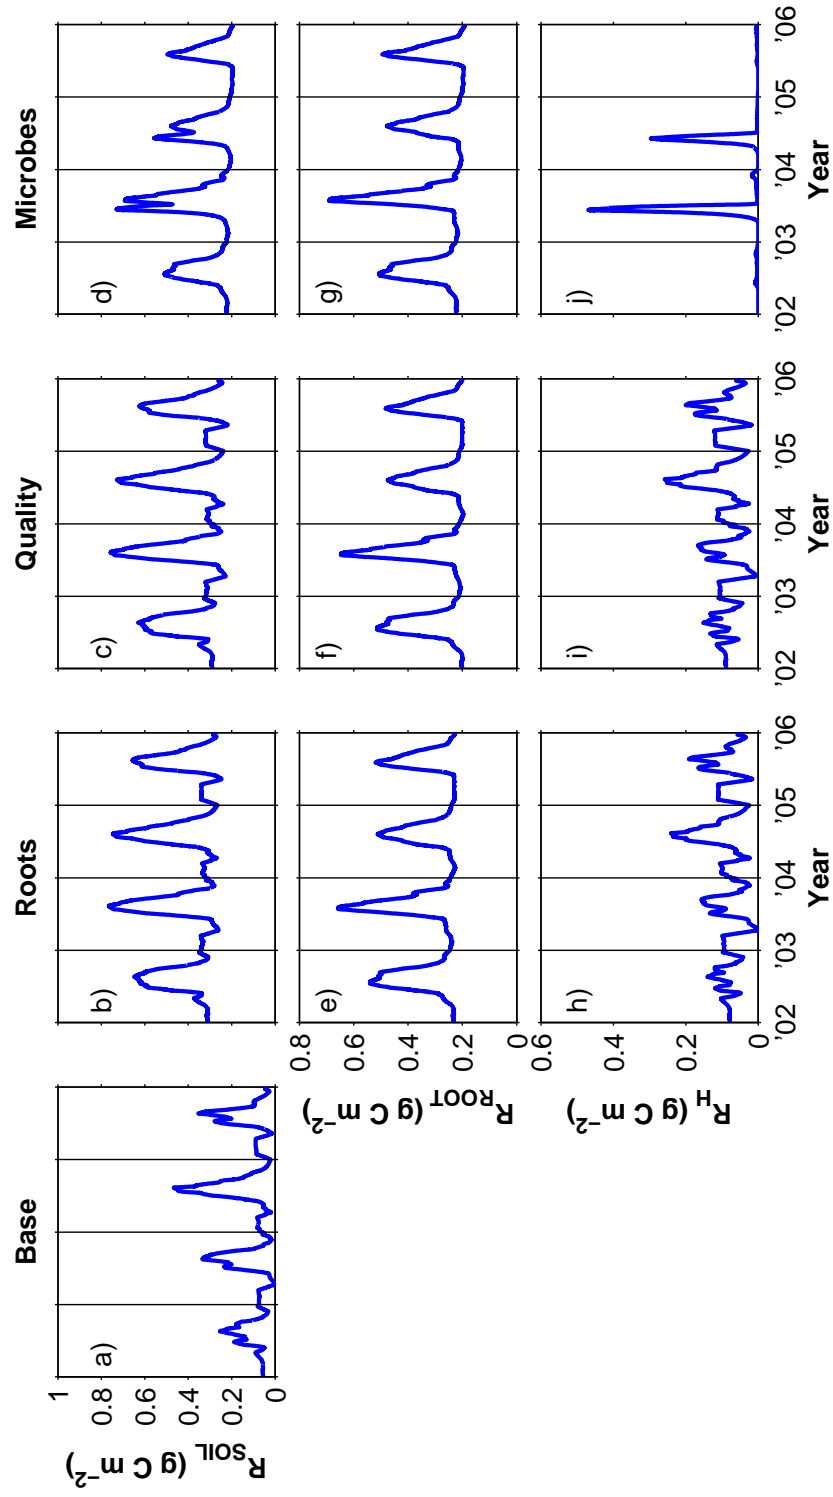 Base
Roots
Quality
Microbes
a)
b)
c)
d)
1
0.8
0.6
0.4
0.2
0
R_SOIL (g C m⁻²)
e)
f)
g)
0.8
0.6
0.4
0.2
0
R_ROOT (g C m⁻²)
h)
i)
j)
0.6
0.4
0.2
0
R_H (g C m⁻²)
'02 '03 '04 '05 '06
'02 '03 '04 '05 '06
'02 '03 '04 '05 '06
Year
Year
Year